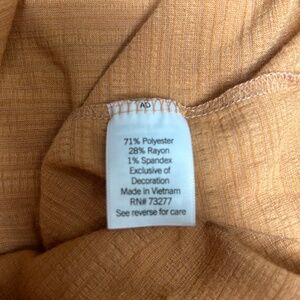 71% Polyester
28% Rayon
1% Spandex
Exclusive of
Decoration
Made in Vietnam
RN# 73277
See reverse for care